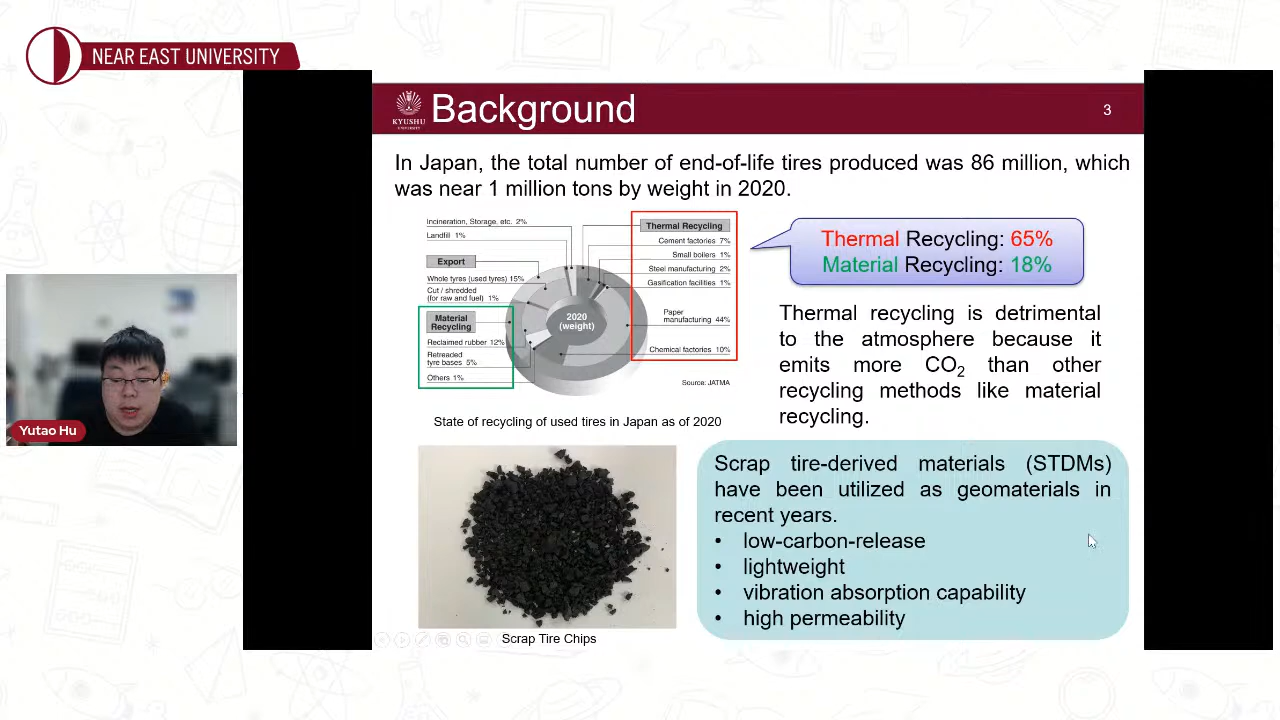 NEAR EAST UNIVERSITY
KYUSHU
UNIVERSITY
Background
3
In Japan, the total number of end-of-life tires produced was 86 million, which
was near 1 million tons by weight in 2020.
Incineration, Storage, etc. 2%
Landfill 1%
Export
Whole tyres (used tyres) 15%
Cut / shredded
(for raw and fuel) 1%
Material
Recycling
Reclaimed rubber 12%
Retreaded
tyre bases 5%
Others 1%
2020
(weight)
Thermal Recycling
Cement factories 7%
Small boilers 1%
Steel manufacturing 2%
Gasification facilities 1%
Paper
manufacturing 44%
Chemical factories 10%
Source: JATMA
State of recycling of used tires in Japan as of 2020
Thermal Recycling: 65%
Material Recycling: 18%
Thermal recycling is detrimental
to the atmosphere because it
emits more CO2 than other
recycling methods like material
recycling.
Yutao Hu
Scrap Tire Chips
Scrap tire-derived materials (STDMs)
have been utilized as geomaterials in
recent years.
• low-carbon-release
• lightweight
• vibration absorption capability
• high permeability